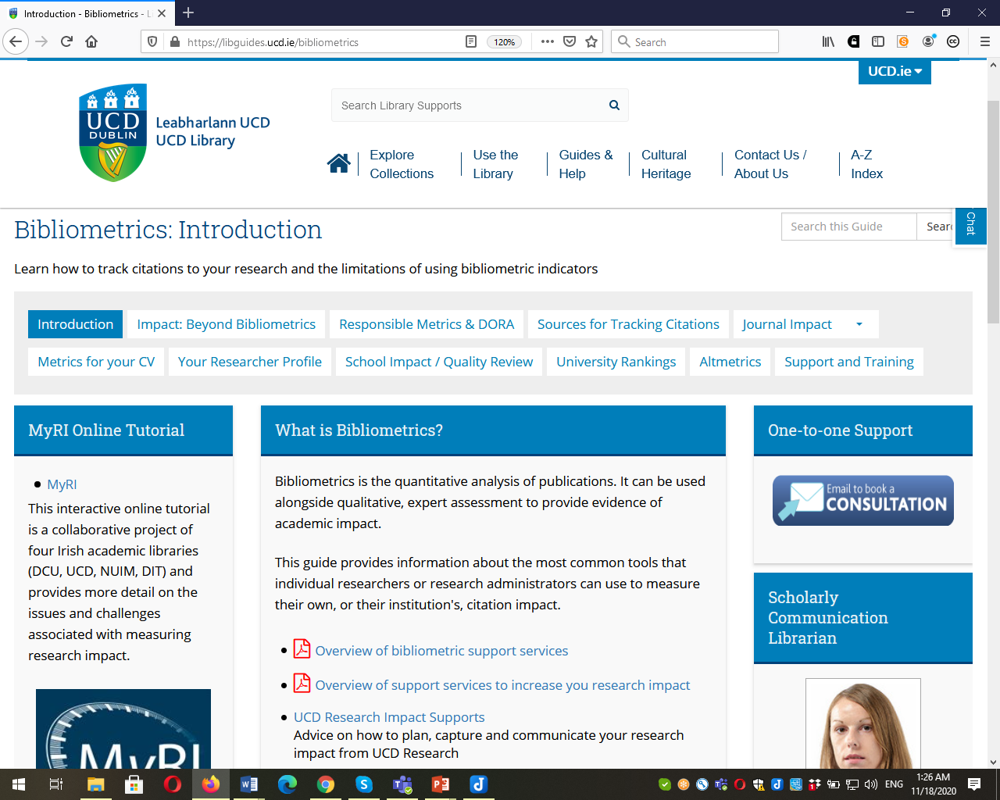 Introduction - Bibliometrics - L
https://libguides.ucd.ie/bibliometrics
120%
Search
UCD.ie
UCD
DUBLIN
Leabharlann UCD
UCD Library
Search Library Supports
Explore
Collections
Use the
Library
Guides &
Help
Cultural
Heritage
Contact Us /
About Us
A-Z
Index
Bibliometrics: Introduction
Search this Guide
Searc
Chat
Learn how to track citations to your research and the limitations of using bibliometric indicators
Introduction
Impact: Beyond Bibliometrics
Responsible Metrics & DORA
Sources for Tracking Citations
Journal Impact
Metrics for your CV
Your Researcher Profile
School Impact / Quality Review
University Rankings
Altmetrics
Support and Training
MyRI Online Tutorial
MyRI
This interactive online tutorial
is a collaborative project of
four Irish academic libraries
(DCU, UCD, NUIM, DIT) and
provides more detail on the
issues and challenges
associated with measuring
research impact.
MyRI
What is Bibliometrics?
Bibliometrics is the quantitative analysis of publications. It can be used
alongside qualitative, expert assessment to provide evidence of
academic impact.
This guide provides information about the most common tools that
individual researchers or research administrators can use to measure
their own, or their institution's, citation impact.
Overview of bibliometric support services
Overview of support services to increase you research impact
UCD Research Impact Supports
Advice on how to plan, capture and communicate your research
impact from UCD Research
One-to-one Support
Email to book a
CONSULTATION
Scholarly
Communication
Librarian
ENG
1:26 AM
11/18/2020